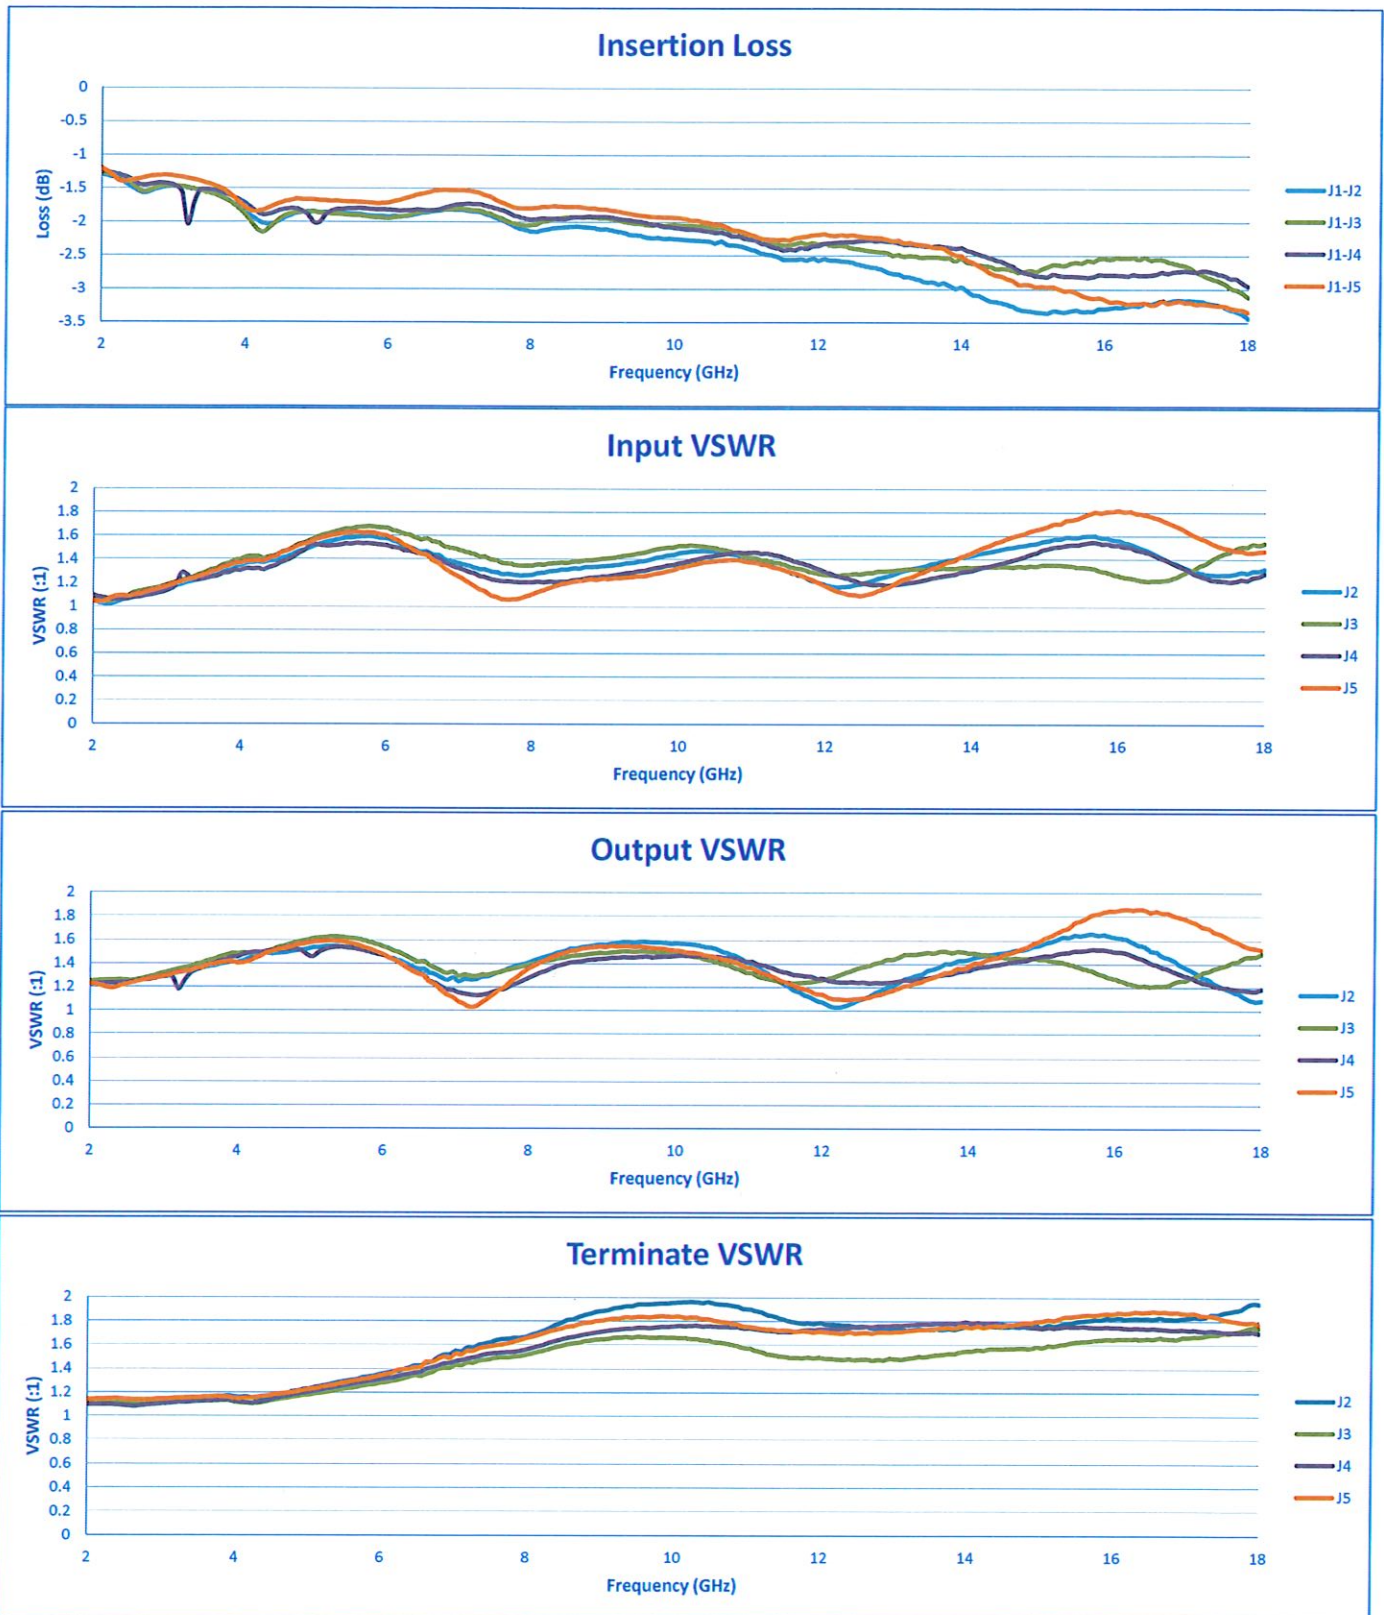 Insertion Loss
0
-0.5
-1
-1.5
-2
-2.5
-3
-3.5
Loss (dB)
2 4 6 8 10 12 14 16 18
Frequency (GHz)
J1-J2
J1-J3
J1-J4
J1-J5
Input VSWR
2
1.8
1.6
1.4
1.2
1
0.8
0.6
0.4
0.2
0
VSWR (:1)
2 4 6 8 10 12 14 16 18
Frequency (GHz)
J2
J3
J4
J5
Output VSWR
2
1.8
1.6
1.4
1.2
1
0.8
0.6
0.4
0.2
0
VSWR (:1)
2 4 6 8 10 12 14 16 18
Frequency (GHz)
J2
J3
J4
J5
Terminate VSWR
2
1.8
1.6
1.4
1.2
1
0.8
0.6
0.4
0.2
0
VSWR (:1)
2 4 6 8 10 12 14 16 18
Frequency (GHz)
J2
J3
J4
J5